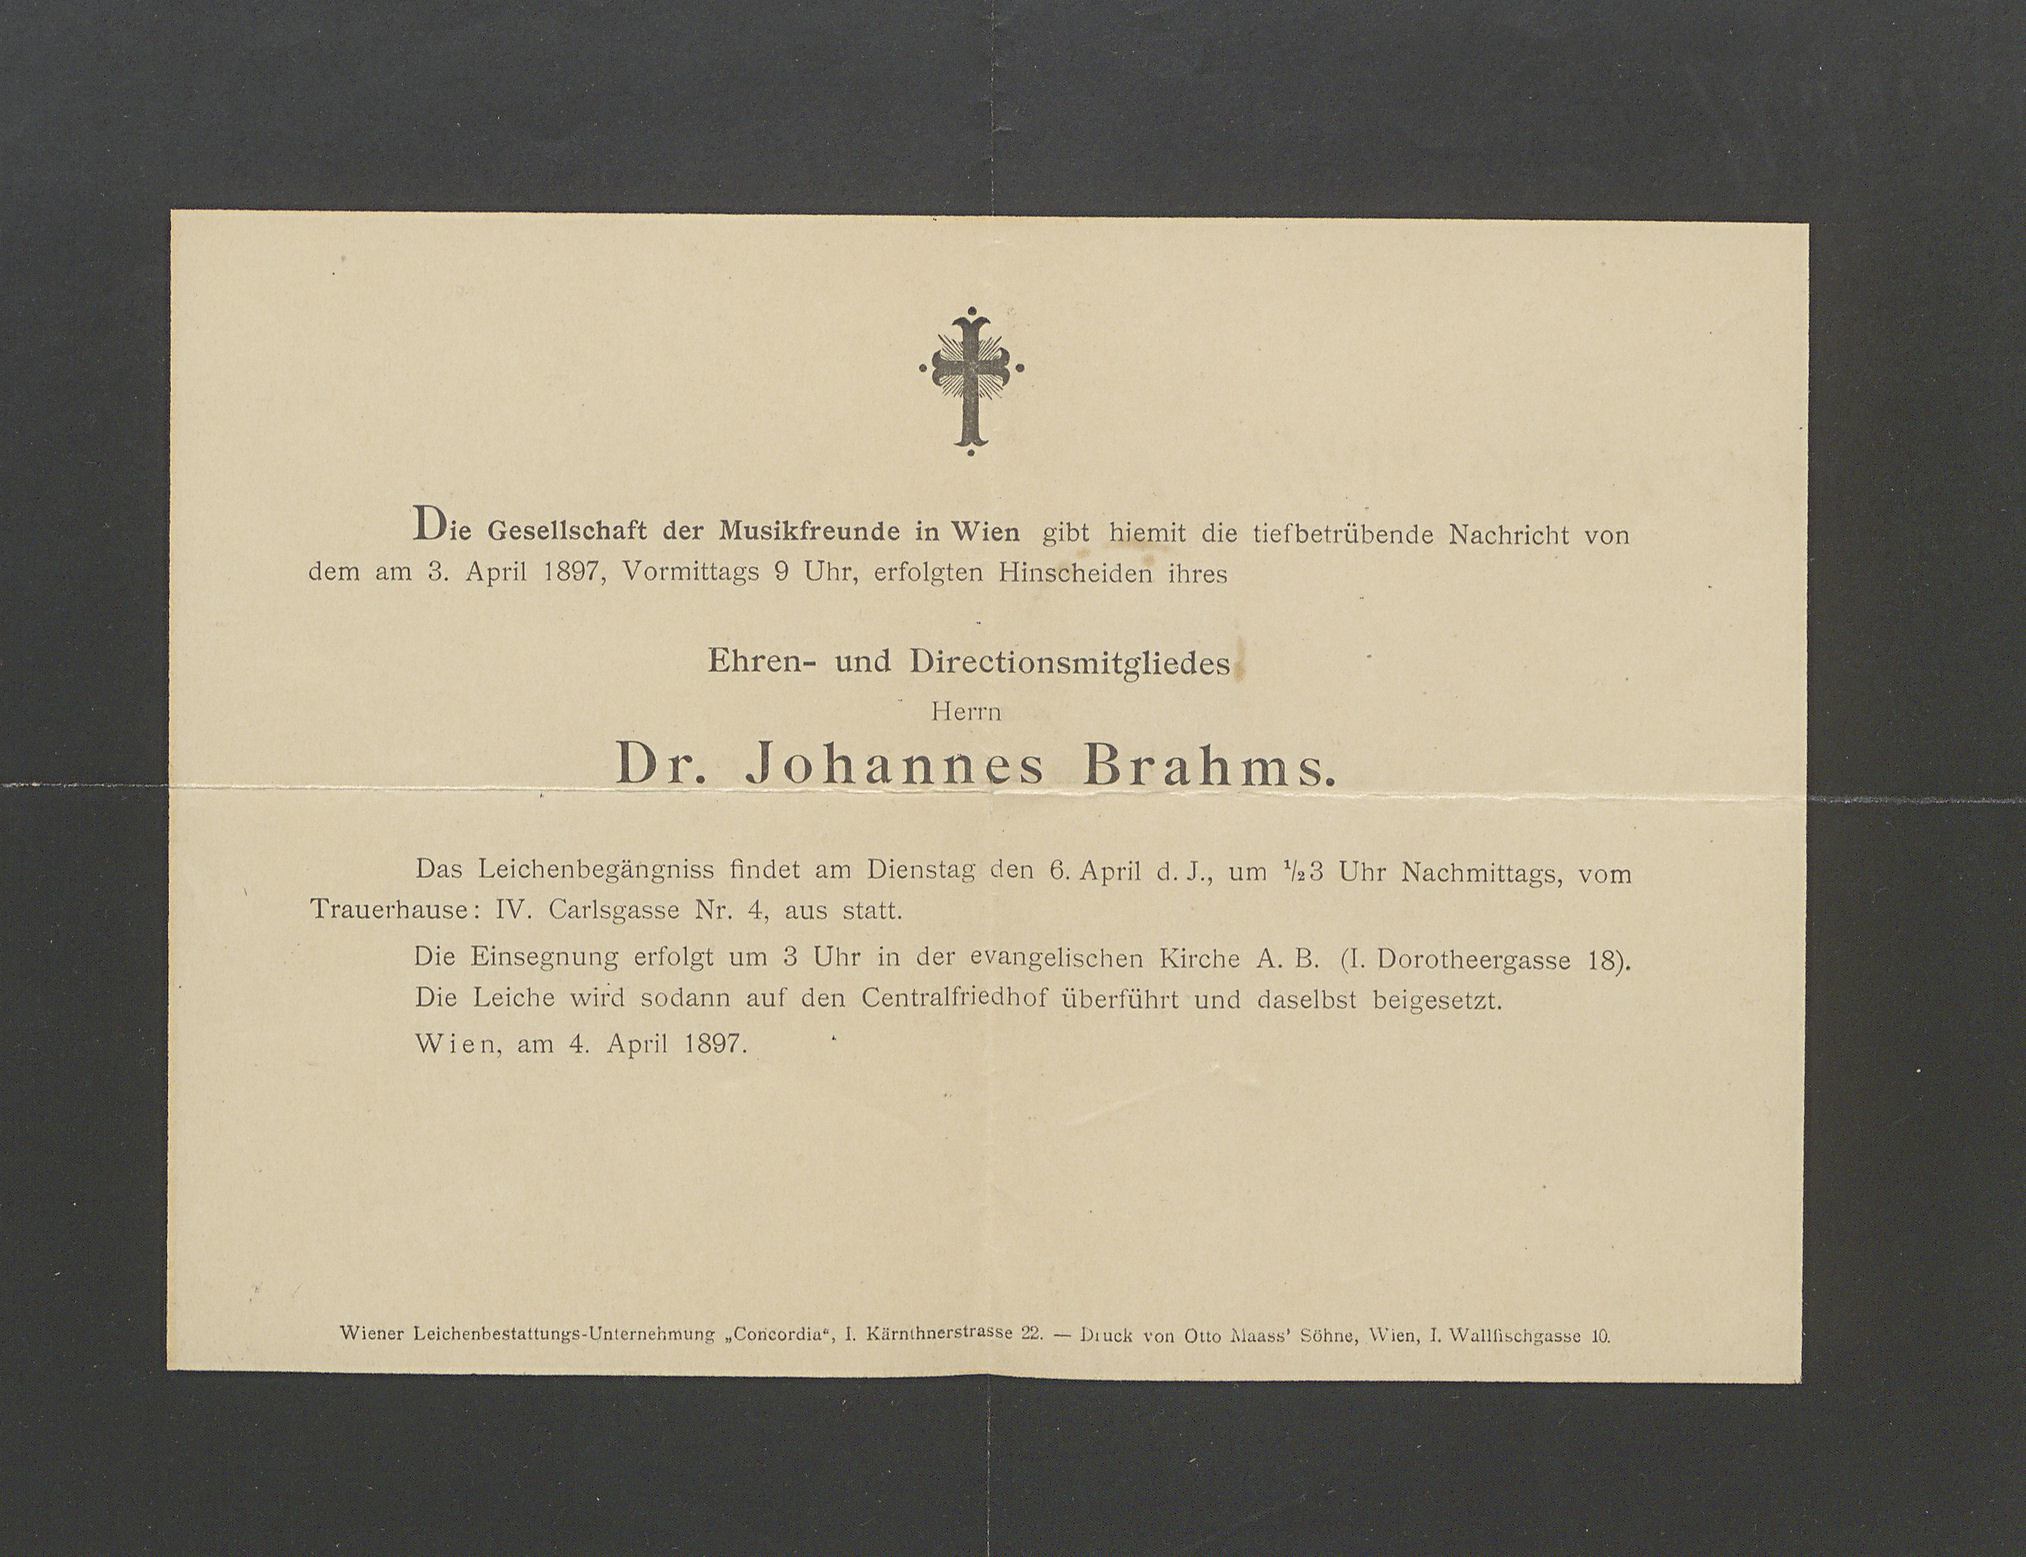 Die Gesellschaft der Musikfreunde in Wien gibt hiemit die tiefbetrübende Nachricht von
dem am 3. April 1897, Vormittags 9 Uhr, erfolgten Hinscheiden ihres
Ehren- und Directionsmitgliedes
Herrn
Dr. Johannes Brahms.
Das Leichenbegängniss findet am Dienstag den 6. April d. J., um ½3 Uhr Nachmittags, vom
Trauerhause: IV. Carlsgasse Nr. 4, aus statt.
Die Einsegnung erfolgt um 3 Uhr in der evangelischen Kirche A. B. (I. Dorotheergasse 18).
Die Leiche wird sodann auf den Centralfriedhof überführt und daselbst beigesetzt.
Wien, am 4. April 1897.
Wiener Leichenbestattungs-Unternehmung „Concordia“, I. Kärnthnerstrasse 22. — Druck von Otto Maass' Söhne, Wien, I. Wallfischgasse 10.